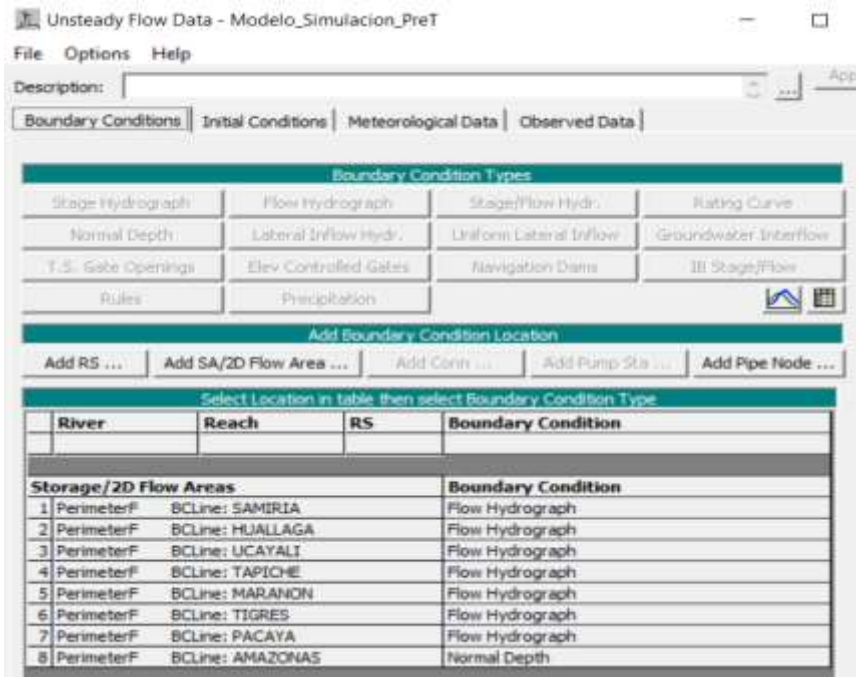 Unsteady Flow Data - Modelo_Simulacion_PreT
File Options Help
Description: ... App
Boundary Conditions Initial Conditions Meteorological Data Observed Data
Boundary Condition Types
Stage Hydrograph Flow Hydrograph Stage/Flow Hydr. Rating Curve
Normal Depth Lateral Inflow Hydr. Uniform Lateral Inflow Groundwater Interflow
T.S. Gate Openings Elev Controlled Gates Navigation Dams IB Stage/Flow
Rules Precipitation
Add Boundary Condition Location
Add RS ... Add SA/2D Flow Area ... Add Conn ... Add Pump Sta ... Add Pipe Node ...
Select Location in table then select Boundary Condition Type
River Reach RS Boundary Condition
Storage/2D Flow Areas Boundary Condition
1 PerimeterF BCLine: SAMIRIA Flow Hydrograph
2 PerimeterF BCLine: HUALLAGA Flow Hydrograph
3 PerimeterF BCLine: UCAYALI Flow Hydrograph
4 PerimeterF BCLine: TAPICHE Flow Hydrograph
5 PerimeterF BCLine: MARANON Flow Hydrograph
6 PerimeterF BCLine: TIGRES Flow Hydrograph
7 PerimeterF BCLine: PACAYA Flow Hydrograph
8 PerimeterF BCLine: AMAZONAS Normal Depth